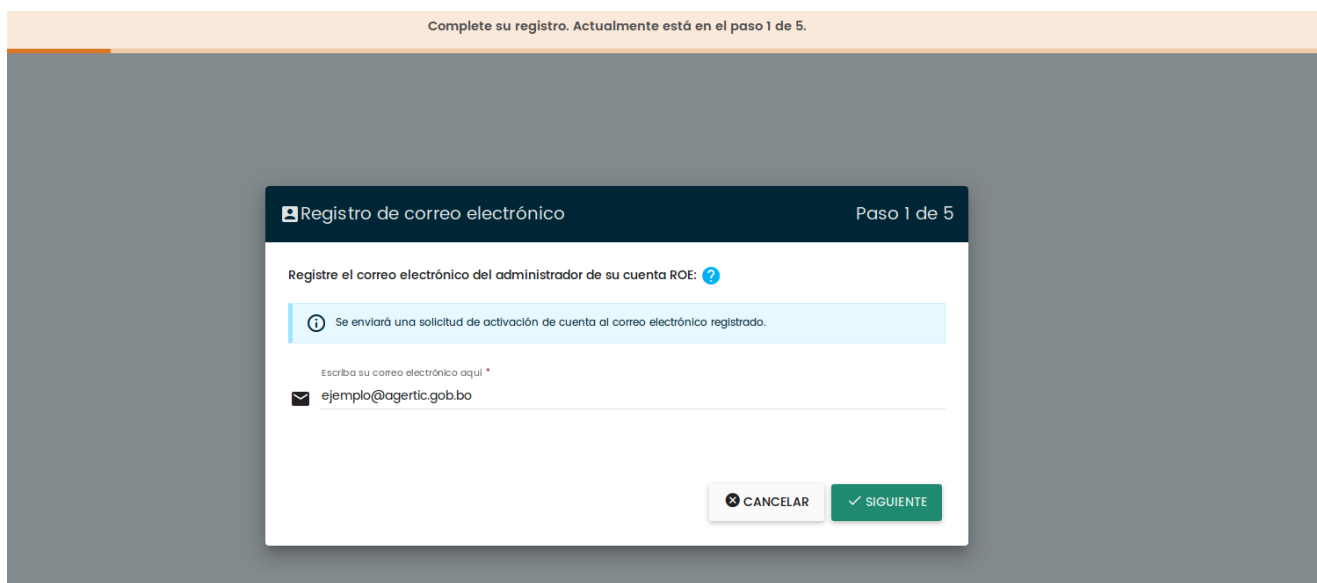 Complete su registro. Actualmente está en el paso 1 de 5.
Registro de correo electrónico
Paso 1 de 5
Registre el correo electrónico del administrador de su cuenta ROE: ?
Se enviará una solicitud de activación de cuenta al correo electrónico registrado.
Escriba su correo electrónico aquí *
ejemplo@agertic.gob.bo
CANCELAR
SIGUIENTE